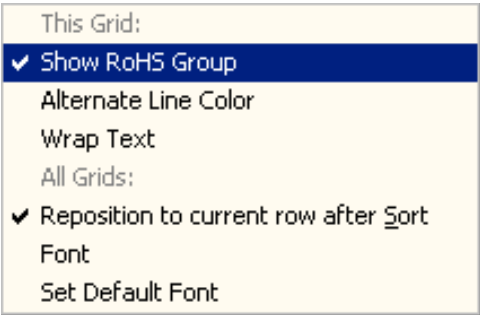 This Grid:
Show RoHS Group
Alternate Line Color
Wrap Text
All Grids:
Reposition to current row after Sort
Font
Set Default Font